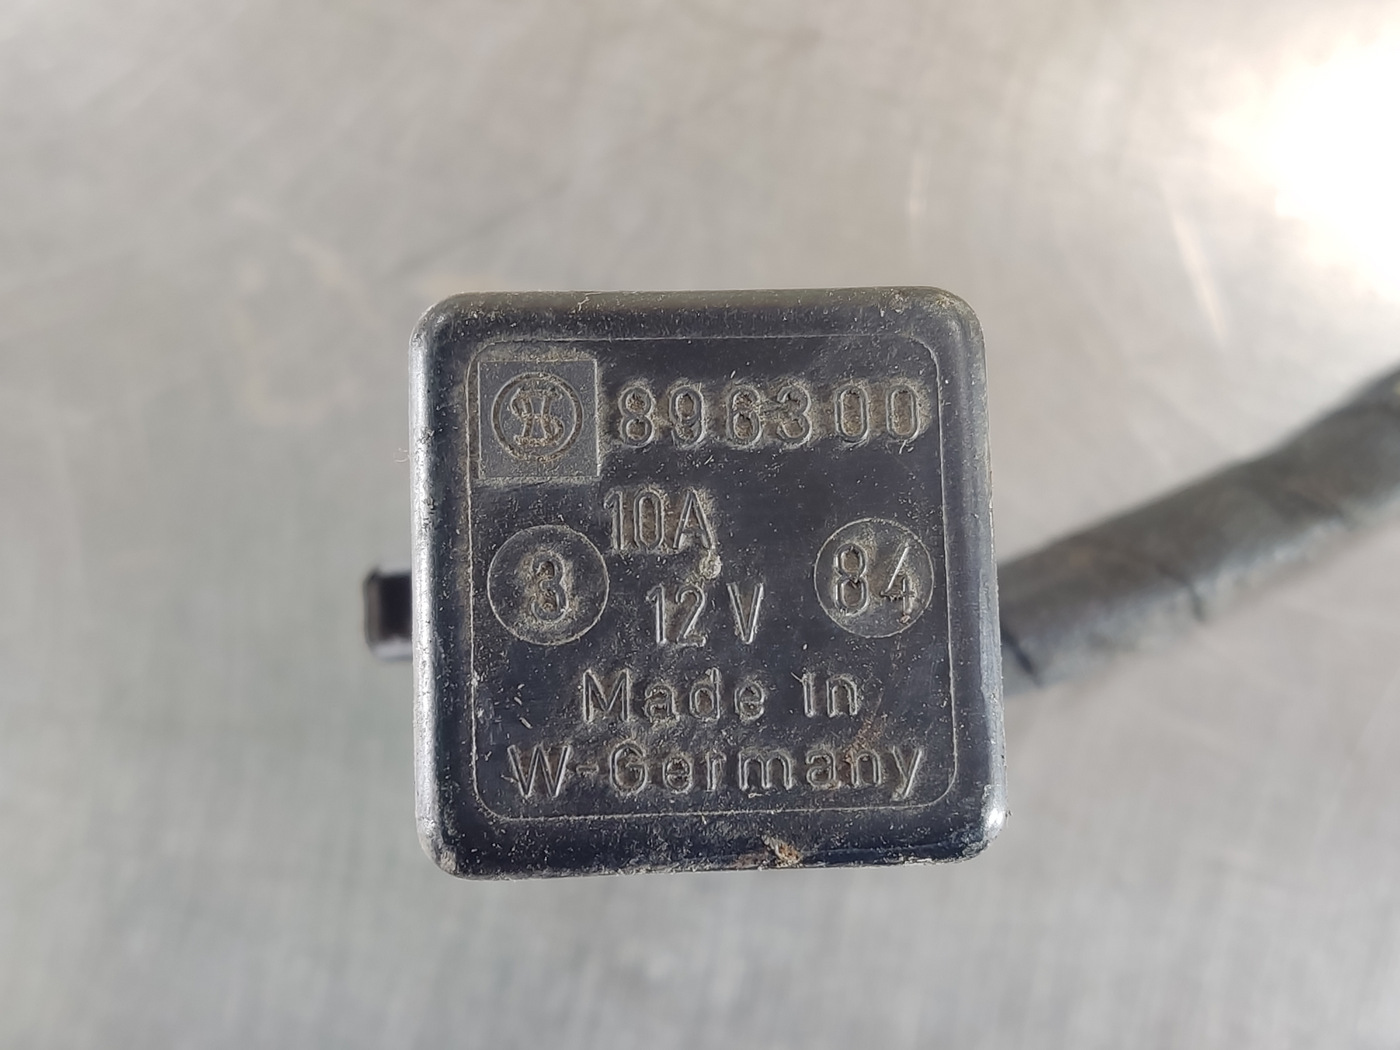 896300
10A
3
84
12V
Made in
W-Germany